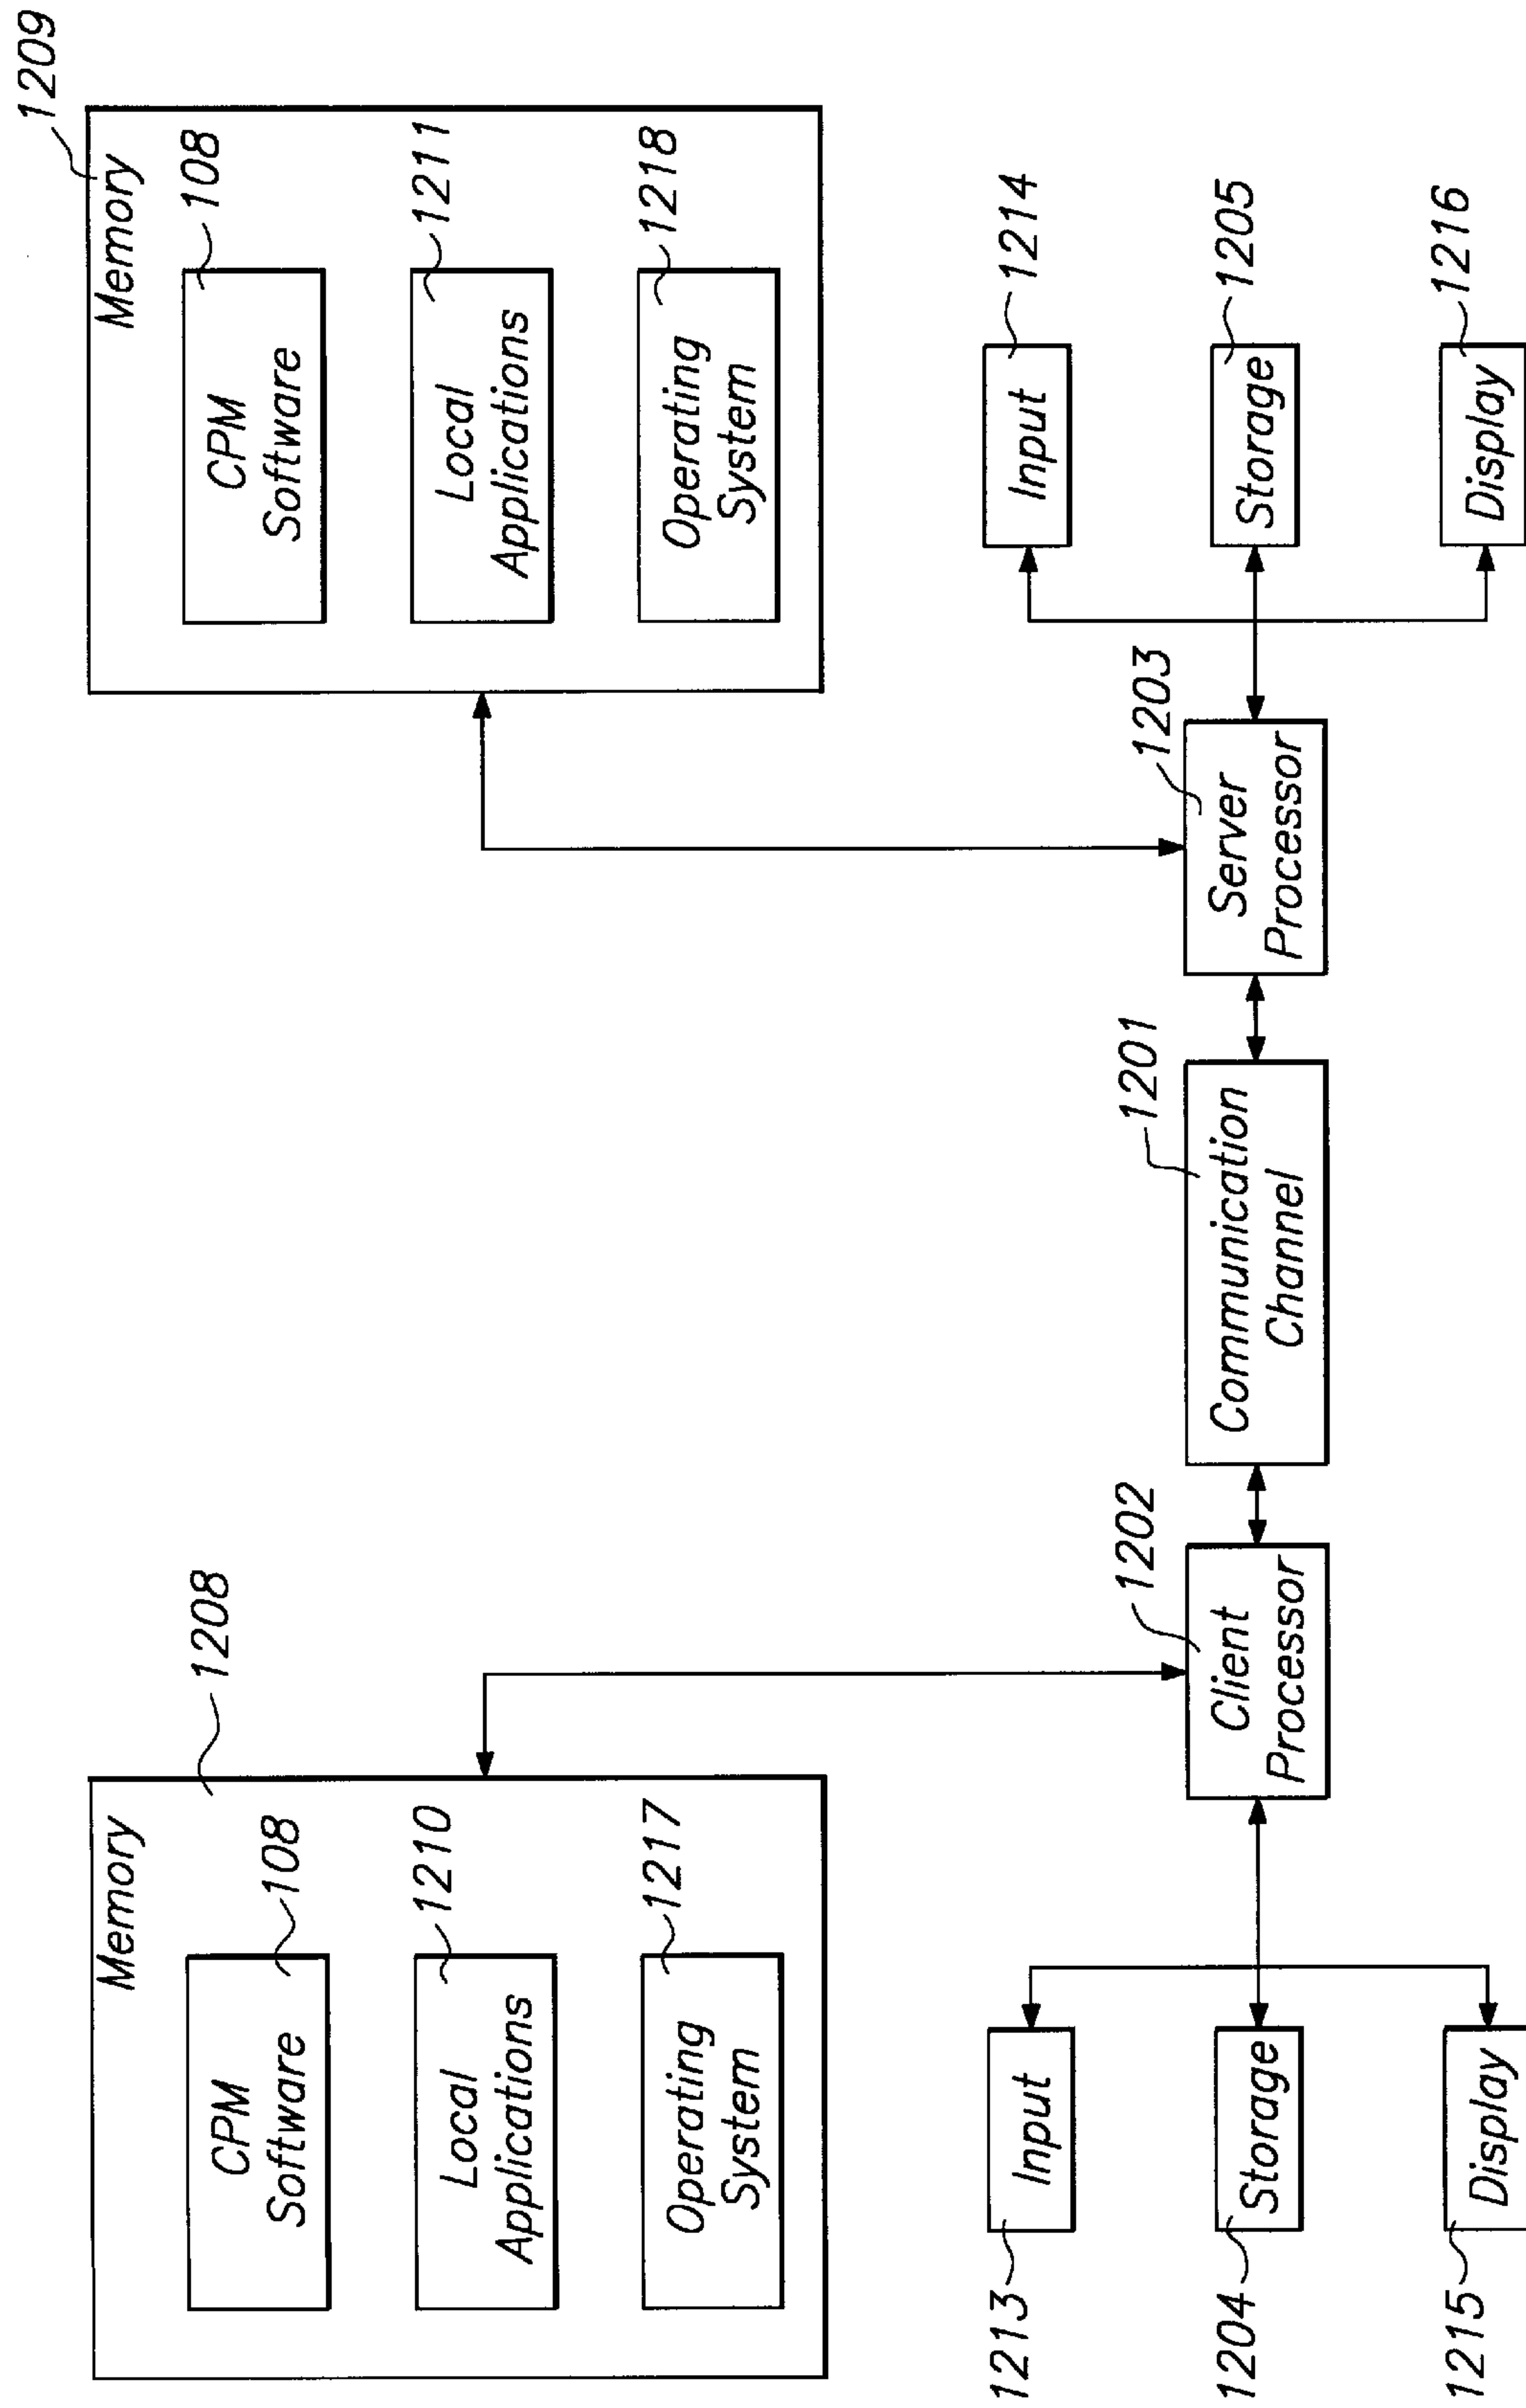 1208
Memory
CPM
Software
108
Local
Applications
1210
Operating
System
1217
1209
Memory
CPM
Software
108
Local
Applications
1211
Operating
System
1218
1213
Input
1204
Storage
1215
Display
Client
Processor
1202
Communication
Channel
1201
Server
Processor
1203
Input
1214
Storage
1205
Display
1216